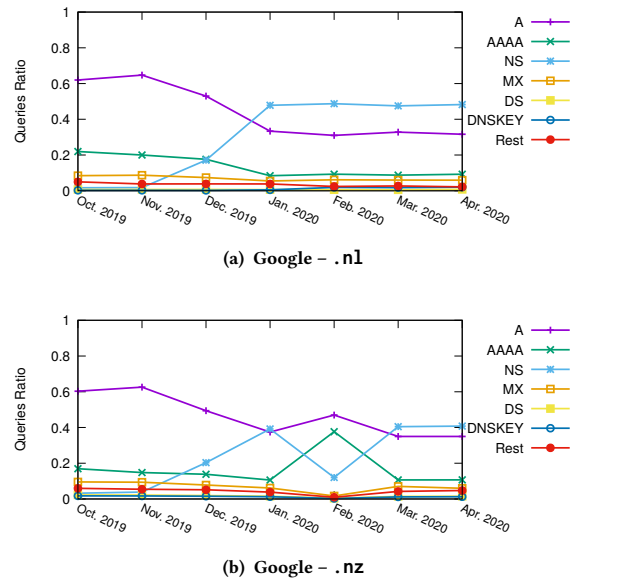 1
0.8
0.6
0.4
0.2
0
Queries Ratio
Oct. 2019
Nov. 2019
Dec. 2019
Jan. 2020
Feb. 2020
Mar. 2020
Apr. 2020
A
AAAA
NS
MX
DS
DNSKEY
Rest
(a) Google – .nl
1
0.8
0.6
0.4
0.2
0
Queries Ratio
Oct. 2019
Nov. 2019
Dec. 2019
Jan. 2020
Feb. 2020
Mar. 2020
Apr. 2020
A
AAAA
NS
MX
DS
DNSKEY
Rest
(b) Google – .nz